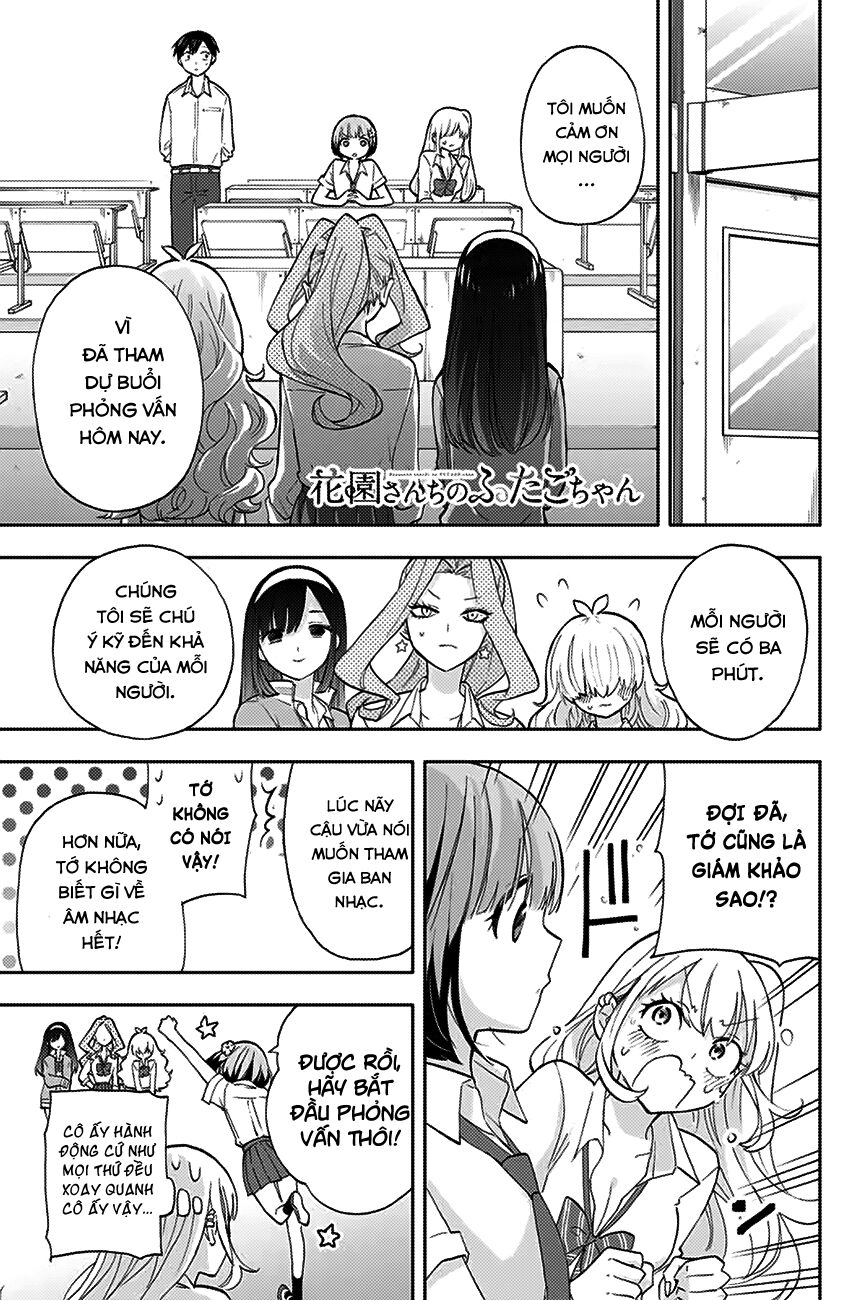 TÔI MUỐN
CẢM ƠN
MỌI NGƯỜI
...
VÌ
ĐÃ THAM
DỰ BUỔI
PHỎNG VẤN
HÔM NAY.
花園さんちのふたごちゃん
MỖI NGƯỜI
SẼ CÓ BA
PHÚT.
CHÚNG
TÔI SẼ CHÚ
Ý KỸ ĐẾN KHẢ
NĂNG CỦA MỖI
NGƯỜI.
ĐỢI ĐÃ,
TỚ CŨNG LÀ
GIÁM KHẢO
SAO!?
LÚC NÃY
CẬU VỪA NÓI
MUỐN THAM
GIA BAN
NHẠC.
TỚ
KHÔNG
CÓ NÓI
VẬY!
HƠN NỮA,
TỚ KHÔNG
BIẾT GÌ VỀ
ÂM NHẠC
HẾT!
ĐƯỢC RỒI,
HÃY BẮT
ĐẦU PHỎNG
VẤN THÔI!
CÔ ẤY HÀNH
ĐỘNG CỨ NHƯ
MỌI THỨ ĐỀU
XOAY QUANH
CÔ ẤY VẬY...